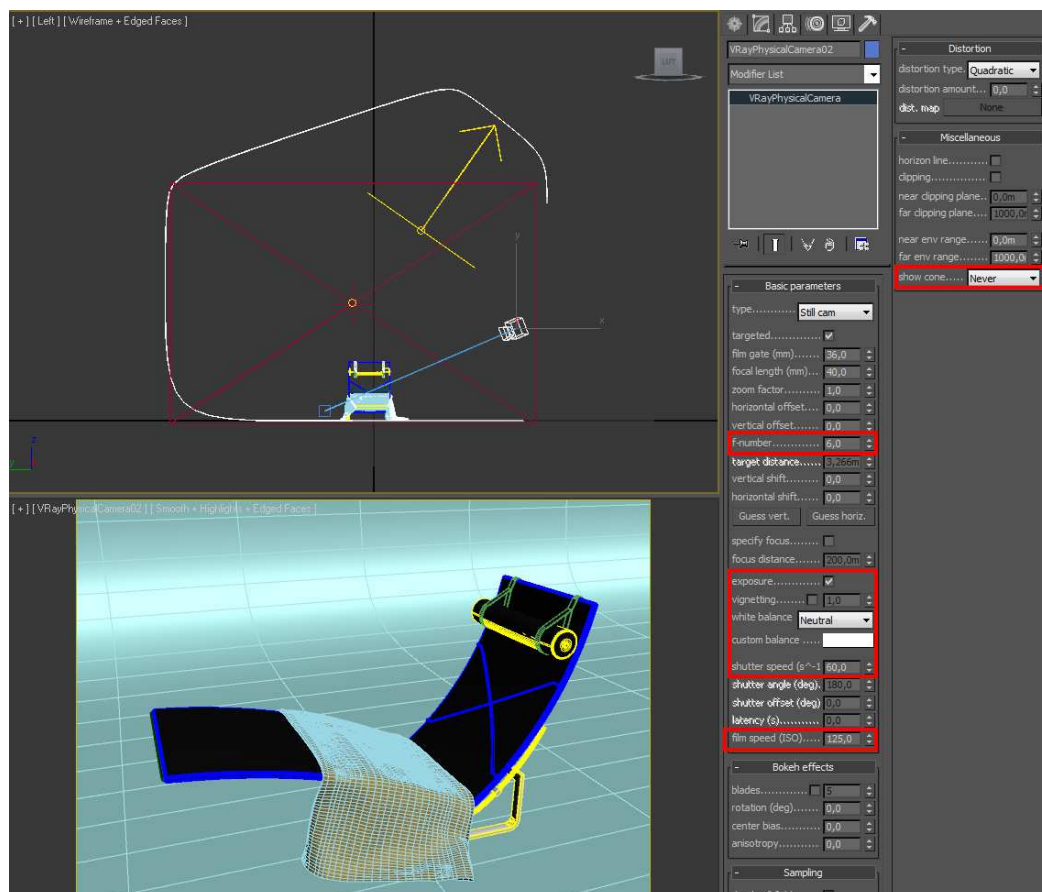 [ + ] [ Left ] [ Wireframe + Edged Faces ]
y
x
z
y
[ + ] [ VRayPhysicalCamera02 ] [ Smooth + Highlights + Edged Faces ]
VRayPhysicalCamera02
Modifier List
VRayPhysicalCamera
- Basic parameters
type............ Still cam
targeted............
film gate (mm)...... 36,0
focal length (mm)... 40,0
zoom factor......... 1,0
horizontal offset.... 0,0
vertical offset....... 0,0
f-number............ 6,0
target distance...... 3,266m
vertical shift........ 0,0
horizontal shift...... 0,0
Guess vert. Guess horiz.
specify focus........
focus distance....... 200,0m
exposure............
vignetting........ 1,0
white balance Neutral
custom balance .....
shutter speed (s^-1 60,0
shutter angle (deg). 180,0
shutter offset (deg) 0,0
latency (s)........... 0,0
film speed (ISO)..... 125,0
- Bokeh effects
blades............ 5
rotation (deg)....... 0,0
center bias.......... 0,0
anisotropy........... 0,0
- Sampling
- Distortion
distortion type. Quadratic
distortion amount... 0,0
dist. map None
- Miscellaneous
horizon line..........
clipping..............
near clipping plane.. 0,0m
far clipping plane.... 1000,0
near env range...... 0,0m
far env range........ 1000,0
show cone..... Never